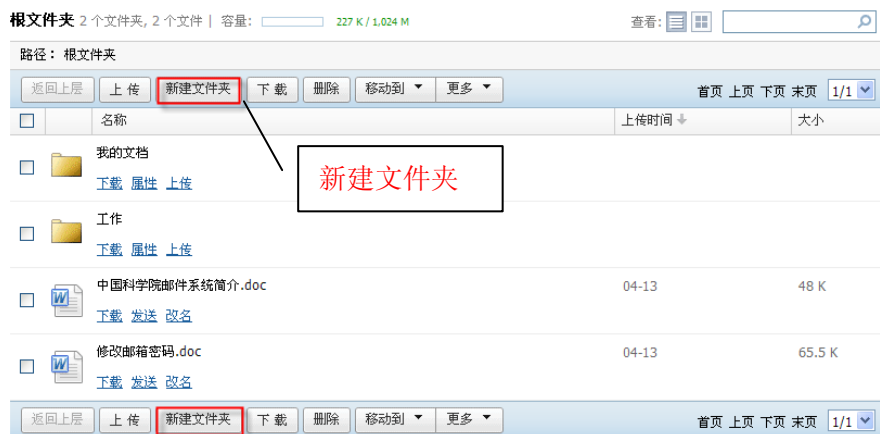 根文件夹 2 个文件夹, 2 个文件 | 容量: 227 K / 1,024 M 查看:
路径： 根文件夹
返回上层 上 传 新建文件夹 下 载 删除 移动到 更多 首页 上页 下页 末页 1/1
名称 上传时间 大小
我的文档
下载 属性 上传
新建文件夹
工作
下载 属性 上传
中国科学院邮件系统简介.doc 04-13 48 K
下载 发送 改名
修改邮箱密码.doc 04-13 65.5 K
下载 发送 改名
返回上层 上 传 新建文件夹 下 载 删除 移动到 更多 首页 上页 下页 末页 1/1